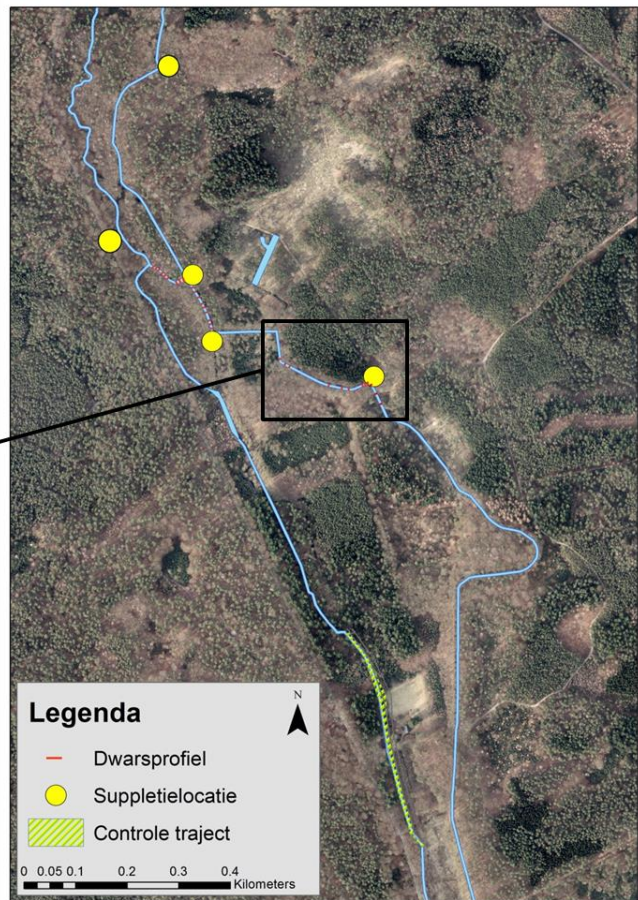 N
Legenda
Dwarsprofiel
Suppletielocatie
Controle traject
0 0.05 0.1 0.2 0.3 0.4
Kilometers